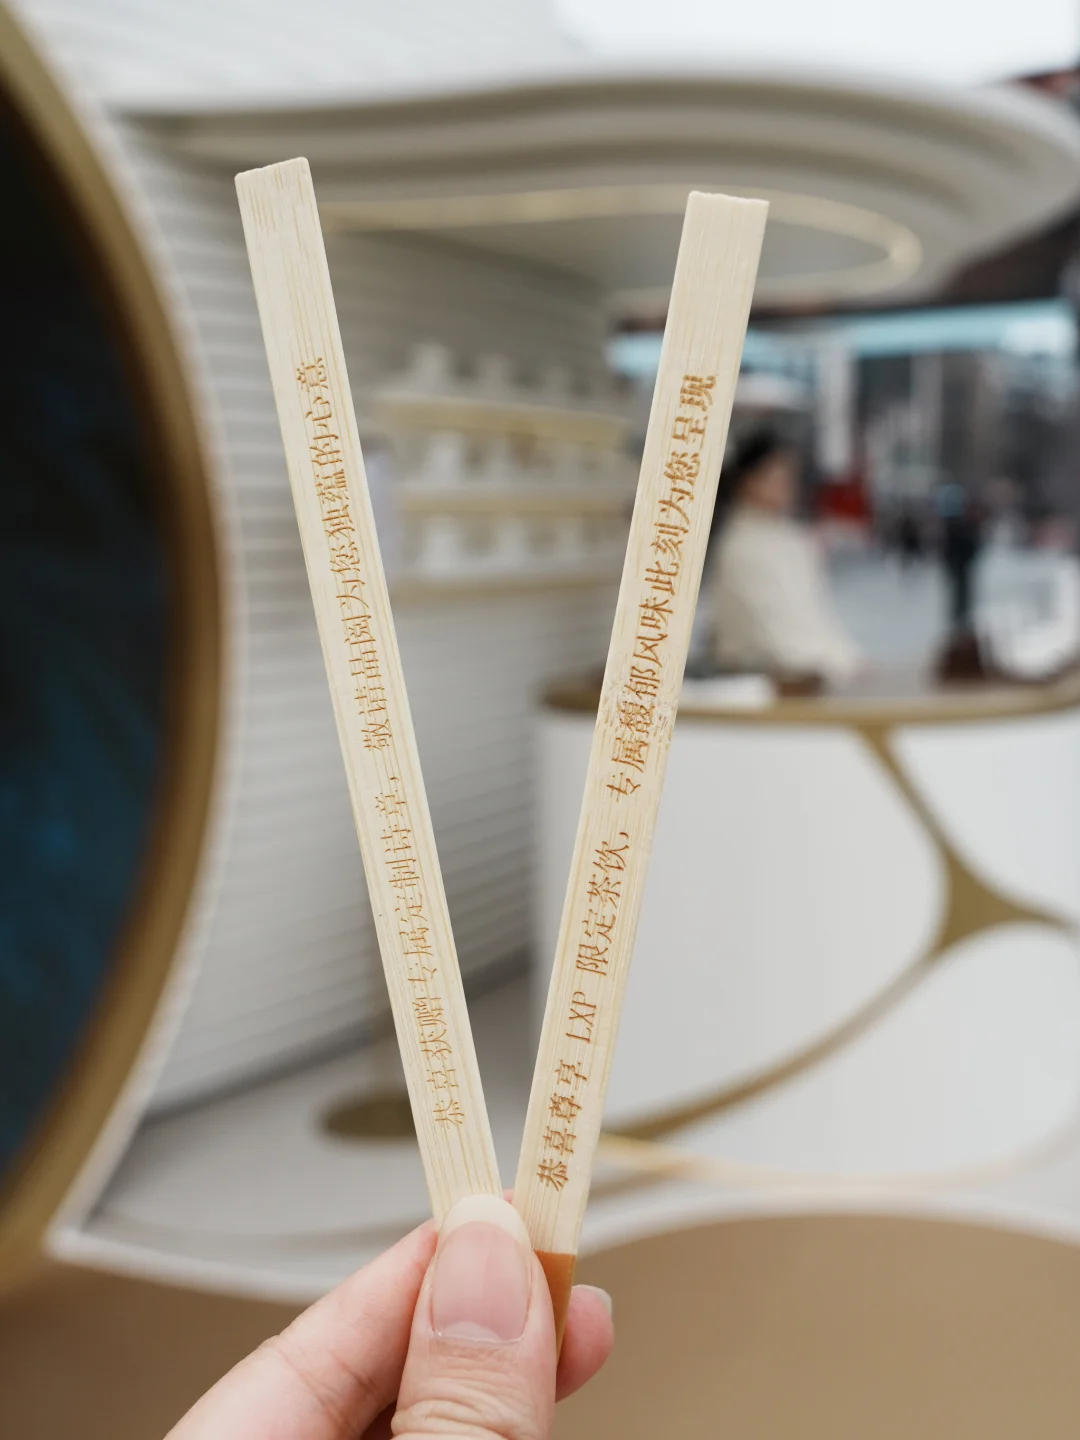 恭喜获赠专属定制诗章，敬请品阅为您独蕴的心意
恭喜尊享 LXP 限定茶饮，专属馥郁风味此刻为您呈现